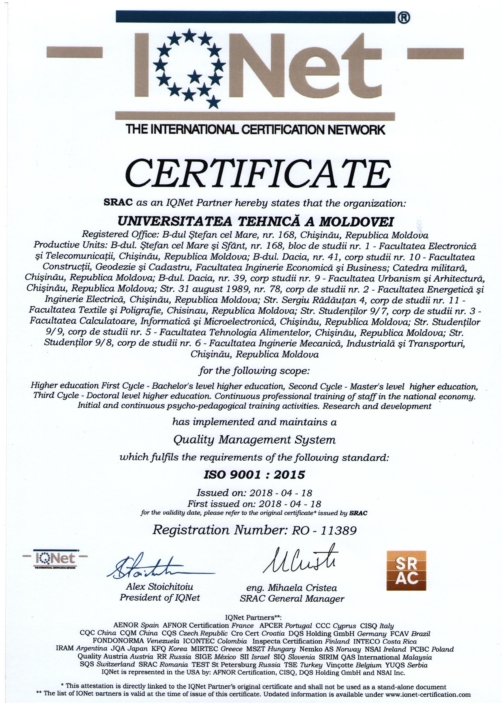 IQNet ®
THE INTERNATIONAL CERTIFICATION NETWORK
CERTIFICATE
SRAC as an IQNet Partner hereby states that the organization:
UNIVERSITATEA TEHNICĂ A MOLDOVEI
Registered Office: B-dul Ştefan cel Mare, nr. 168, Chişinău, Republica Moldova
Productive Units: B-dul. Ştefan cel Mare şi Sfânt, nr. 168, bloc de studii nr. 1 - Facultatea Electronică
şi Telecomunicaţii, Chişinău, Republica Moldova; B-dul. Dacia, nr. 41, corp studii nr. 10 - Facultatea
Construcţii, Geodezie şi Cadastru, Facultatea Inginerie Economică şi Business; Catedra militară,
Chişinău, Republica Moldova; B-dul. Dacia, nr. 39, corp studii nr. 9 - Facultatea Urbanism şi Arhitectură,
Chişinău, Republica Moldova; Str. 31 august 1989, nr. 78, corp de studii nr. 2 - Facultatea Energetică şi
Inginerie Electrică, Chişinău, Republica Moldova; Str. Sergiu Rădăuţan 4, corp studii nr. 11 -
Facultatea Textile şi Poligrafie, Chisinau, Republica Moldova; Str. Studenţilor 9/7, corp de studii nr. 3 -
Facultatea Calculatoare, Informatică şi Microelectronică, Chişinău, Republica Moldova; Str. Studenţilor
9/9, corp de studii nr. 5 - Facultatea Tehnologia Alimentelor, Chişinău, Republica Moldova; Str.
Studenţilor 9/8, corp de studii nr. 6 - Facultatea Inginerie Mecanică, Industrială şi Transporturi,
Chişinău, Republica Moldova
for the following scope:
Higher education First Cycle - Bachelor's level higher education, Second Cycle - Master's level higher education,
Third Cycle - Doctoral level higher education. Continuous professional training of staff in the national economy.
Initial and continuous psycho-pedagogical training activities. Research and development
has implemented and maintains a
Quality Management System
which fulfils the requirements of the following standard:
ISO 9001 : 2015
Issued on: 2018 - 04 - 18
First issued on: 2018 - 04 - 18
for the validity date, please refer to the original certificate* issued by SRAC
Registration Number: RO - 11389
IQNet
SR
AC
Alex Stoichitoiu
President of IQNet
eng. Mihaela Cristea
SRAC General Manager
IQNet Partners**:
AENOR Spain AFNOR Certification France APCER Portugal CCC Cyprus CISQ Italy
CQC China CQM China CQS Czech Republic Cro Cert Croatia DQS Holding GmbH Germany FCAV Brazil
FONDONORMA Venezuela ICONTEC Colombia Inspecta Certification Finland INTECO Costa Rica
IRAM Argentina JQA Japan KFQ Korea MIRTEC Greece MSZT Hungary Nemko AS Norway NSAI Ireland PCBC Poland
Quality Austria Austria RR Russia SIGE México SII Israel SIQ Slovenia SIRIM QAS International Malaysia
SQS Switzerland SRAC Romania TEST St Petersburg Russia TSE Turkey Vinçotte Belgium YUQS Serbia
IQNet is represented in the USA by: AFNOR Certification, CISQ, DQS Holding GmbH and NSAI Inc.
* This attestation is directly linked to the IQNet Partner's original certificate and shall not be used as a stand-alone document
** The list of IQNet partners is valid at the time of issue of this certificate. Updated information is available under www.iqnet-certification.com